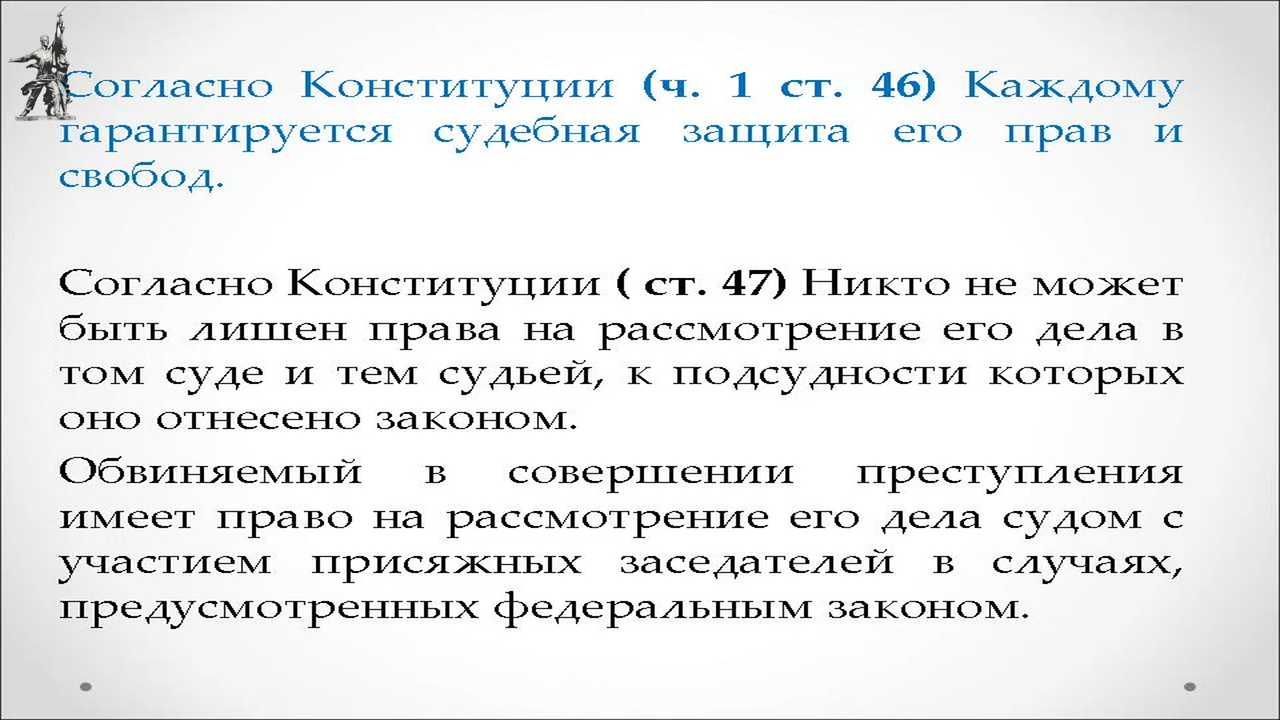 Согласно Конституции (ч. 1 ст. 46) Каждому
гарантируется судебная защита его прав и
свобод.
Согласно Конституции ( ст. 47) Никто не может
быть лишен права на рассмотрение его дела в
том суде и тем судьей, к подсудности которых
оно отнесено законом.
Обвиняемый в совершении преступления
имеет право на рассмотрение его дела судом с
участием присяжных заседателей в случаях,
предусмотренных федеральным законом.